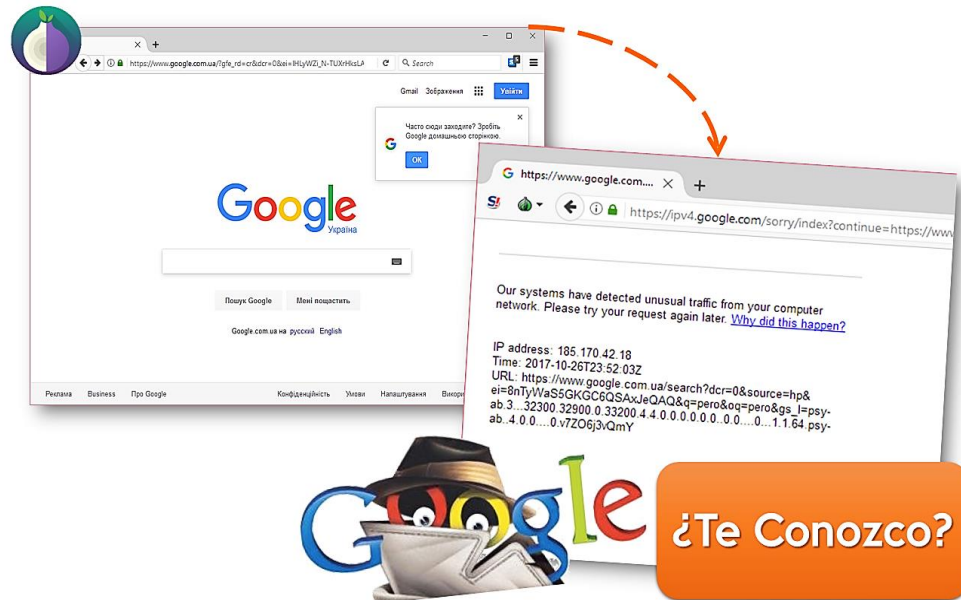 https://www.google.com.ua/?gfe_rd=cr&dcr=0&ei=IHLyWZi_N-TUXrHksLA
Search
Gmail Зображення Увійти
Часто сюди заходите? Зробіть
Google домашньою сторінкою.
OK
Google
Україна
Пошук Google Мені пощастить
Google.com.ua на русский English
Реклама Business Про Google Конфіденційність Умови Налаштування
https://www.google.com....
https://ipv4.google.com/sorry/index?continue=https://www
Our systems have detected unusual traffic from your computer
network. Please try your request again later. Why did this happen?
IP address: 185.170.42.18
Time: 2017-10-26T23:52:03Z
URL: https://www.google.com.ua/search?dcr=0&source=hp&
ei=8nTyWaS5GKGC6QSAxJeQAQ&q=pero&oq=pero&gs_l=psy-
ab.3...32300.32900.0.33200.4.4.0.0.0.0.0.0..0.0....0...1.1.64.psy-
ab..4.0.0....0.v7ZO6j3vQmY
Google
¿Te Conozco?